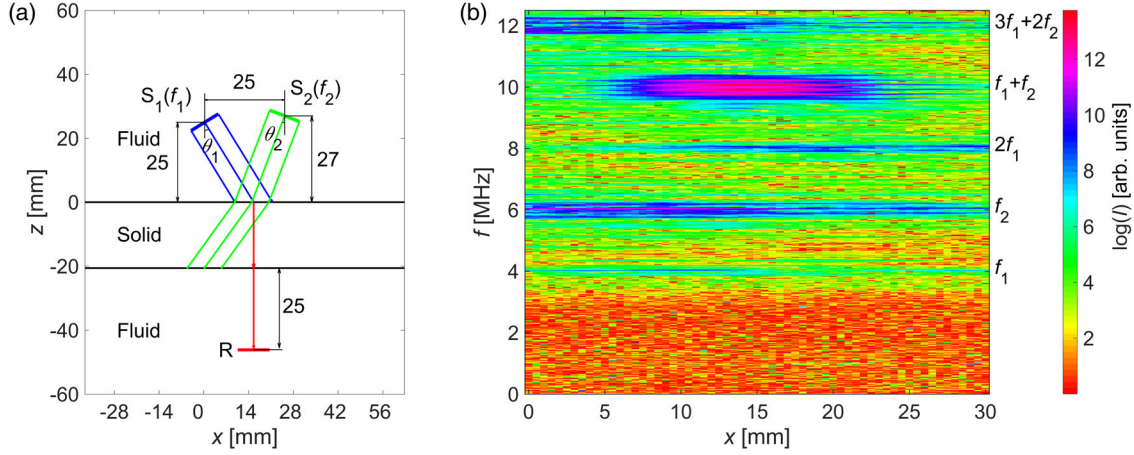 (a)
60
40
20
0
-20
-40
-60
z [mm]
-28 -14 0 14 28 42 56
x [mm]
25
S1(f1)
S2(f2)
Fluid
θ1
θ2
25
27
Solid
25
Fluid
R
(b)
12
10
8
6
4
2
0
f [MHz]
0 5 10 15 20 25 30
x [mm]
3f1+2f2
f1+f2
2f1
f2
f1
12
10
8
6
4
2
log(I) [arb. units]